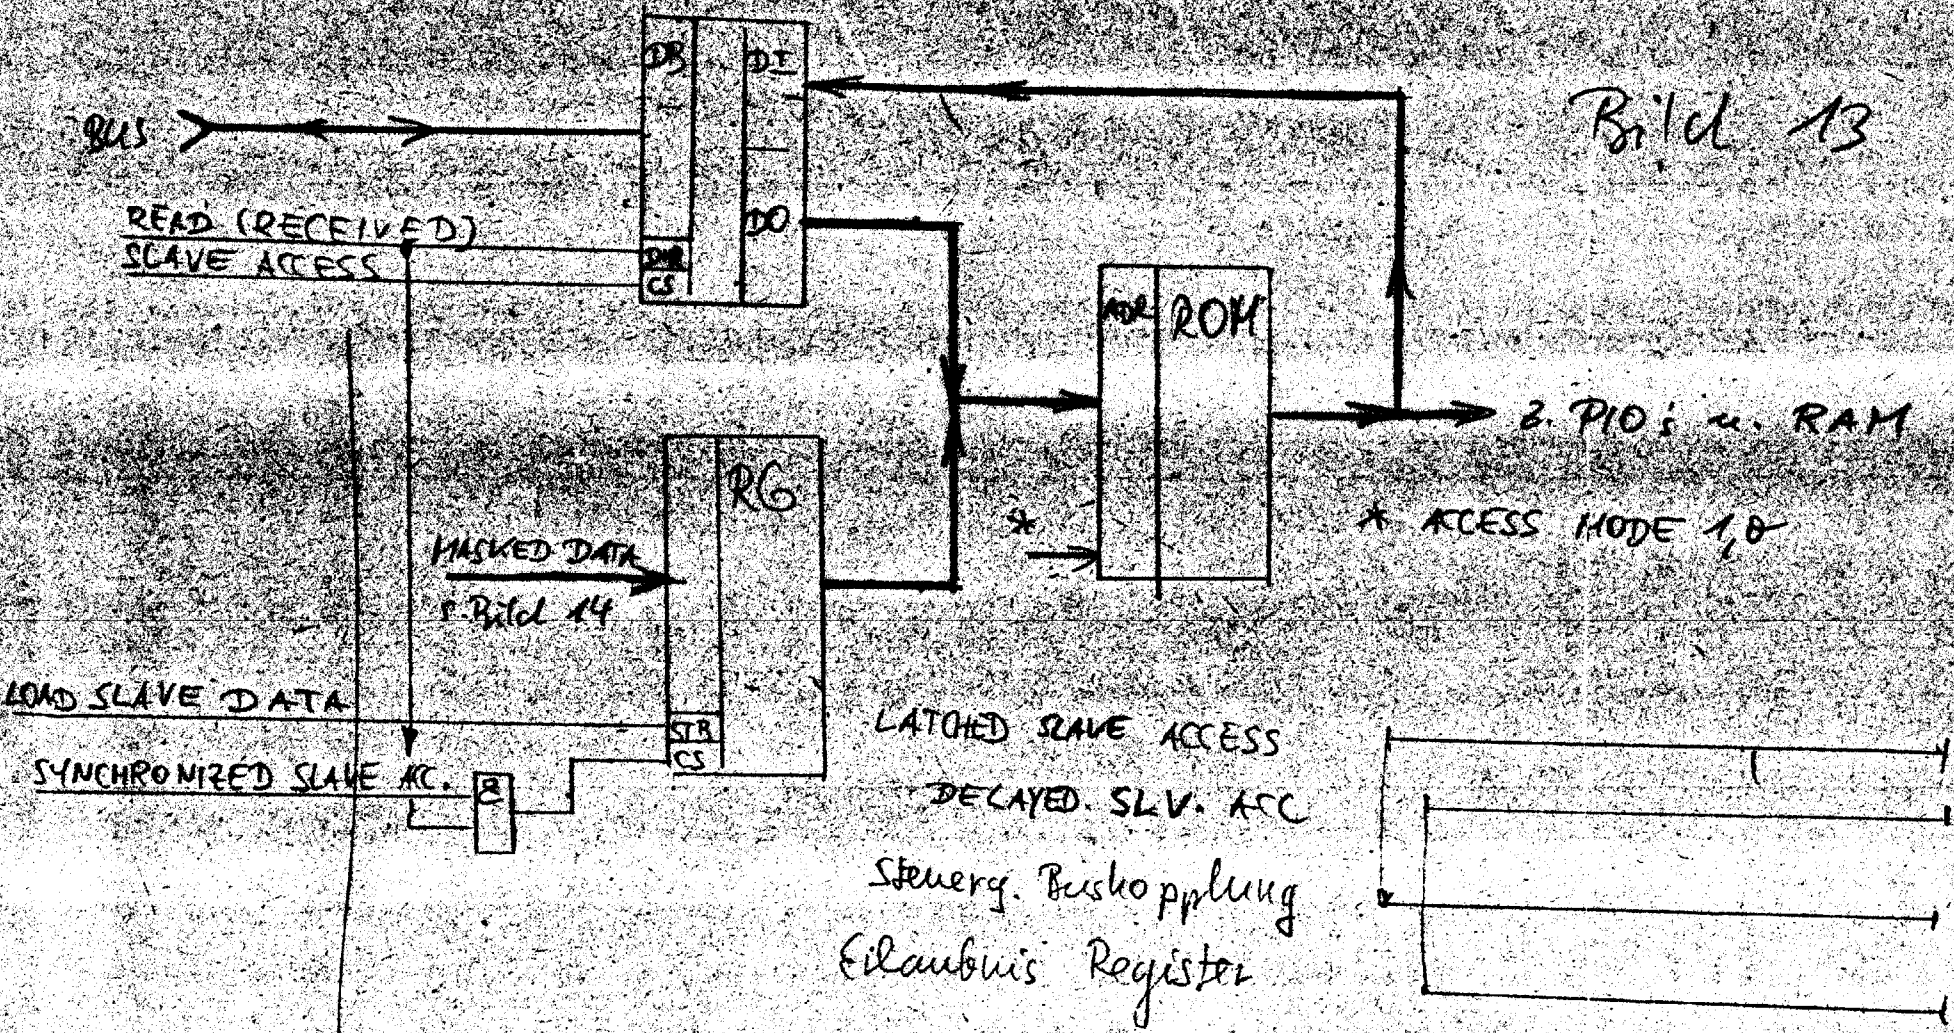 Bild 13
DB
DI
BUS
DO
READ (RECEIVED)
SLAVE ACCESS
CS
ADR ROM
z. PIO's u. RAM
RG
*
* ACCESS MODE 1,0
MASKED DATA
s. Bild 14
LOAD SLAVE DATA
STR
CS
SYNCHRONIZED SLAVE ACC.
&
LATCHED SLAVE ACCESS
DELAYED. SLV. ACC
Steuerg. Buskopplung
Erlaubnis Register